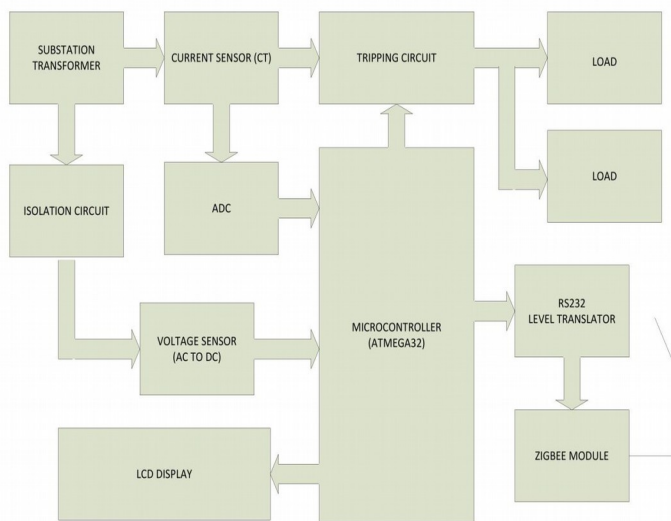 SUBSTATION
TRANSFORMER
CURRENT SENSOR (CT)
TRIPPING CIRCUIT
LOAD
LOAD
ISOLATION CIRCUIT
ADC
MICROCONTROLLER
(ATMEGA32)
RS232
LEVEL TRANSLATOR
VOLTAGE SENSOR
(AC TO DC)
LCD DISPLAY
ZIGBEE MODULE